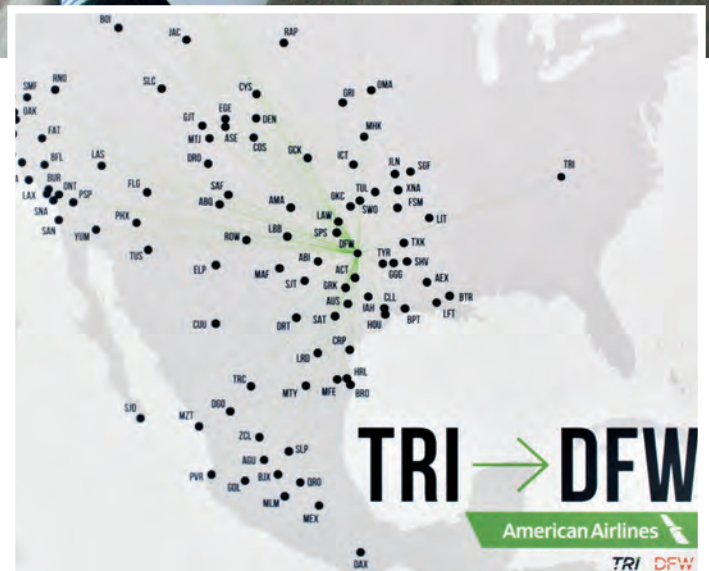 BOI
JAC
RAP
SMF
RNO
SLC
CYS
GRI
OMA
OAK
GJT
EGE
DEN
MHK
FAT
MTJ
ASE
COS
GCK
ICT
JLN
SGF
TRI
BFL
LAS
DRO
BUR
ONT
FLG
SAF
AMA
OKC
TUL
XNA
LAX
PSP
ABQ
SWO
FSM
SNA
PHX
LAW
LIT
SAN
YUM
ROW
LBB
SPS
DFW
TXK
TUS
ABI
TYR
SHV
ELP
MAF
ACT
GGG
SJT
GRK
AEX
AUS
IAH
CLL
BTR
CUU
DRT
SAT
HOU
BPT
LFT
CRP
LRD
TRC
MTY
MFE
HRL
BRO
SJD
DGO
MZT
ZCL
SLP
AGU
PVR
GDL
BJX
QRO
MLM
MEX
OAX
TRI → DFW
American Airlines
TRI DFW